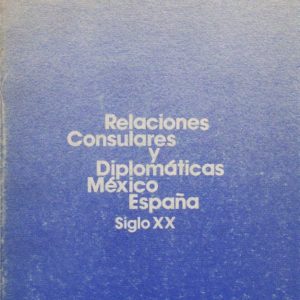 Relaciones
Consulares
y
Diplomáticas
México
España
Siglo XX